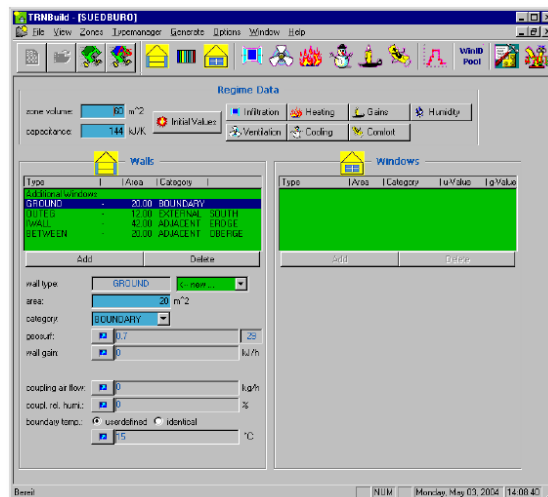 TRNBuild - [SUEDBURO]
File View Zones Typemanager Generate Options Window Help
WinID
Pool
Regime Data
zone volume: 60 m^2
capacitance: 144 kJ/K
Initial Values
Infiltration Heating Gains Humidity
Ventilation Cooling Comfort
Walls
Type Area Category
Additional Windows
GROUND - 20.00 BOUNDARY
OUTEG - 12.00 EXTERNAL SOUTH
IWALL - 42.00 ADJACENT ERDGE
BETWEEN - 20.00 ADJACENT OBERGE
Add Delete
wall type: GROUND <-- new ...
area: 20 m^2
category: BOUNDARY
geosurf: 0.7 29
wall gain: 0 kJ/h
coupling air flow: 0 kg/h
coupl. rel. humi.: 0 %
boundary temp.: userdefined identical
15 °C
Windows
Type Area Category u-Value g-Value
Add Delete
Bereit
NUM Monday, May 03, 2004 14:08:40